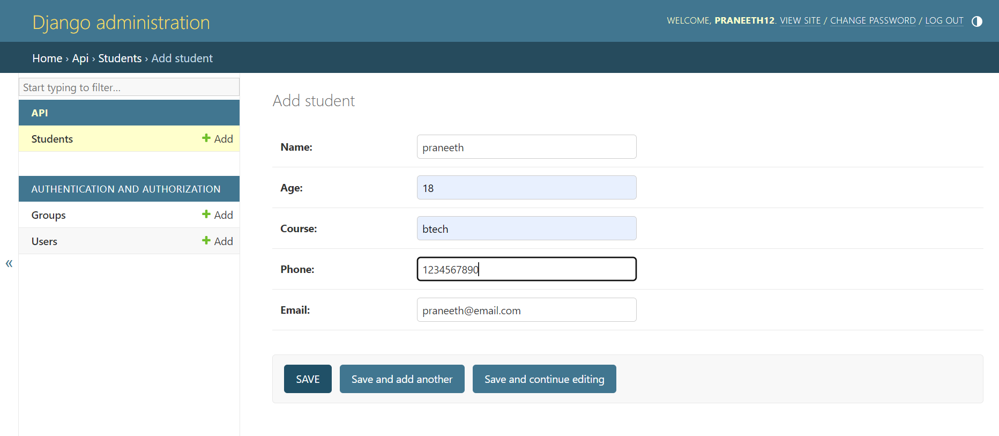 Django administration
WELCOME, PRANEETH12. VIEW SITE / CHANGE PASSWORD / LOG OUT
Home › Api › Students › Add student
Start typing to filter...
API
Students Add
AUTHENTICATION AND AUTHORIZATION
Groups Add
Users Add
«
Add student
Name: praneeth
Age: 18
Course: btech
Phone: 1234567890
Email: praneeth@email.com
SAVE Save and add another Save and continue editing